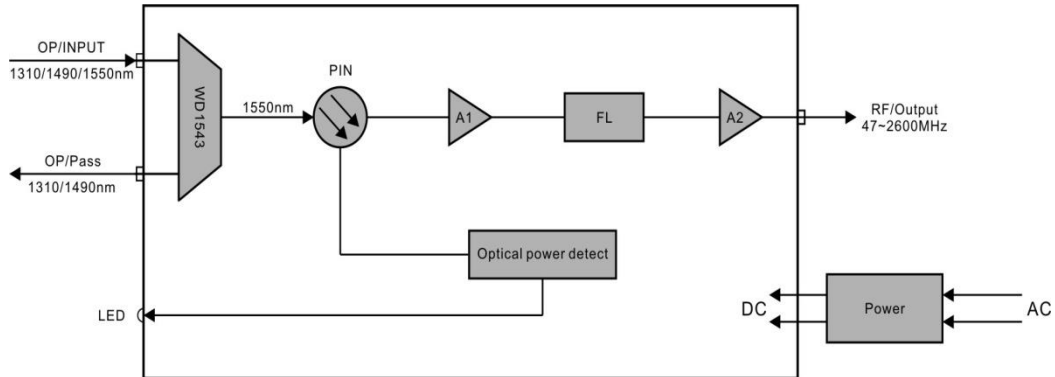 OP/INPUT
1310/1490/1550nm
WD1543
1550nm
PIN
A1
FL
A2
RF/Output
47~2600MHz
OP/Pass
1310/1490nm
Optical power detect
LED
DC
Power
AC